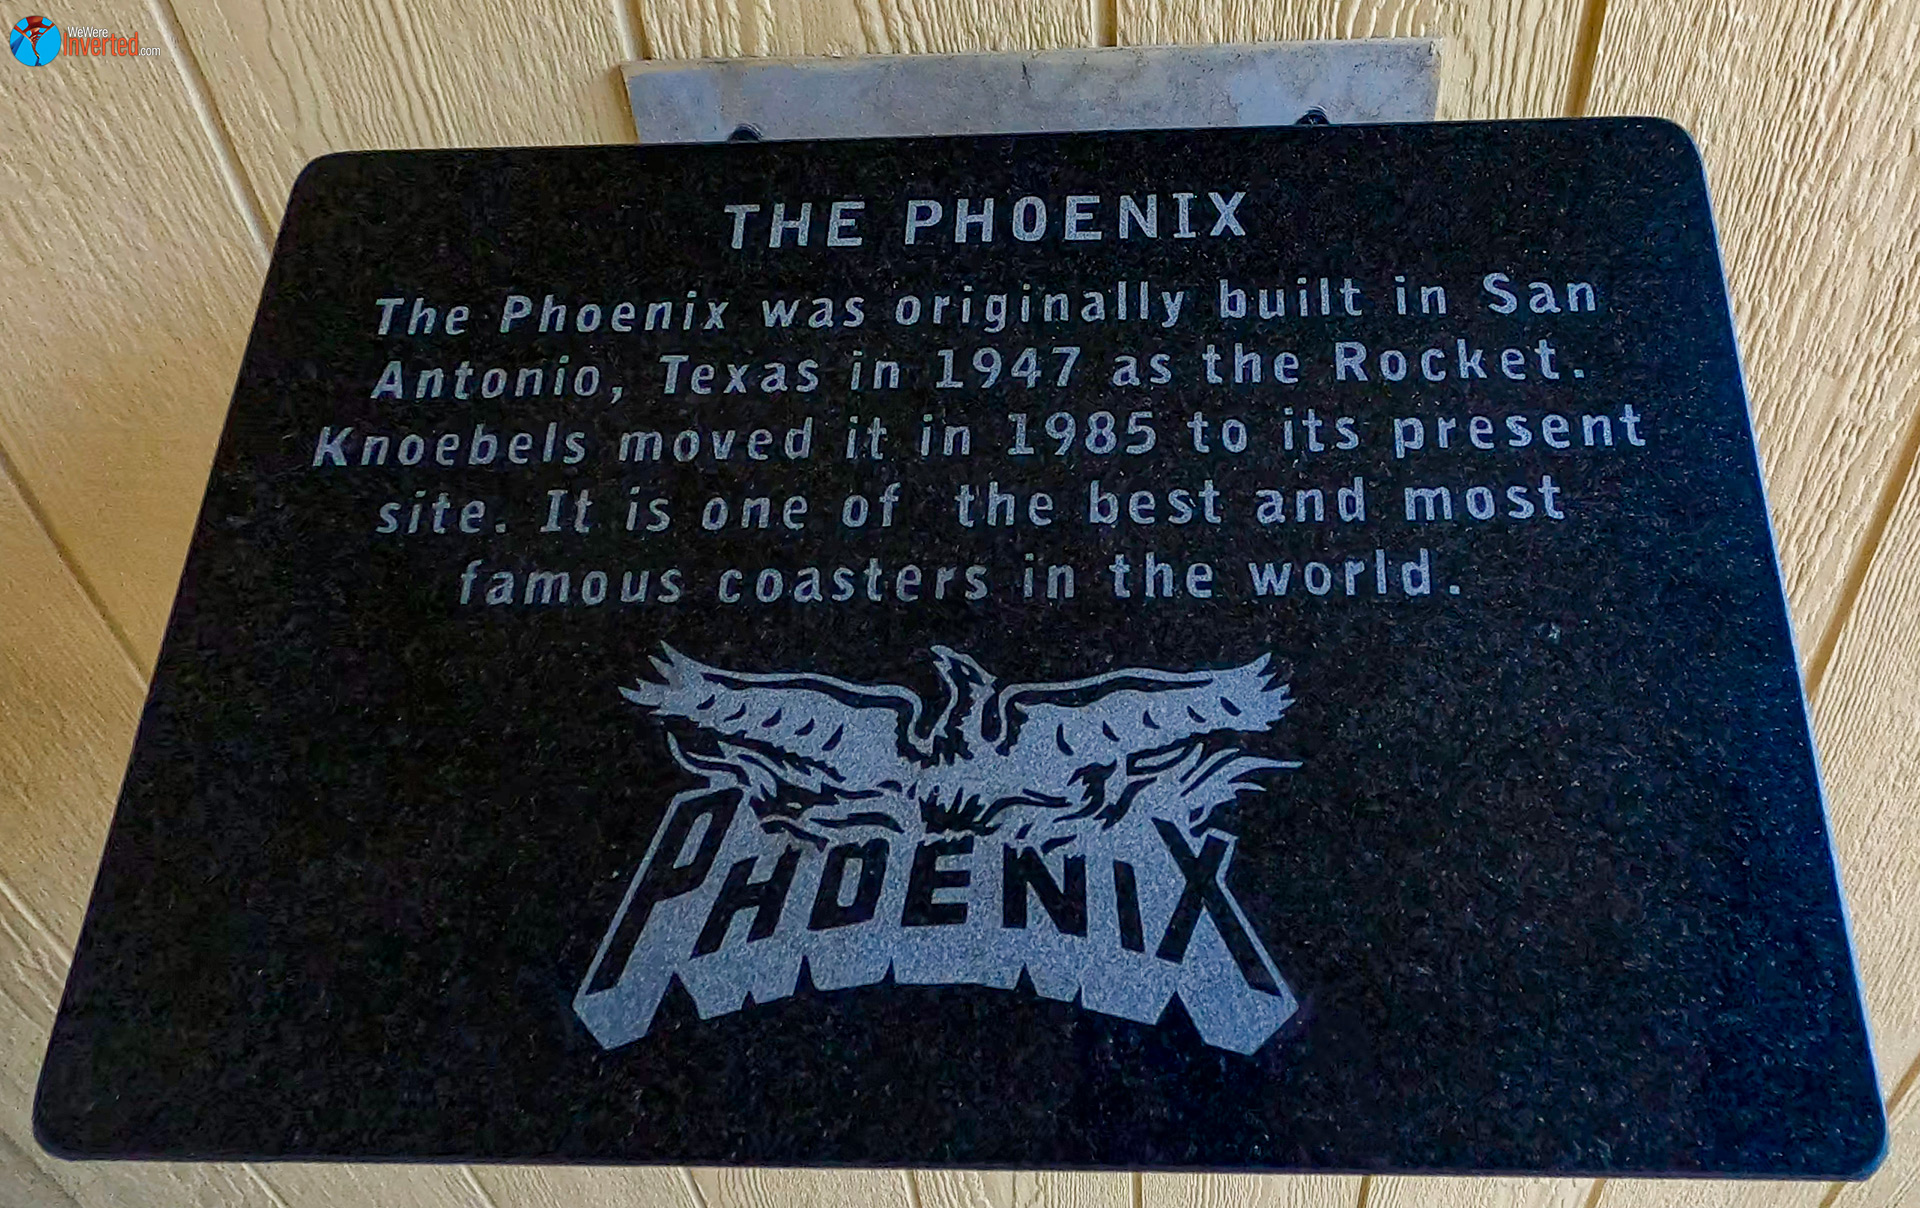 WeWere
Inverted.com
THE PHOENIX
The Phoenix was originally built in San
Antonio, Texas in 1947 as the Rocket.
Knoebels moved it in 1985 to its present
site. It is one of the best and most
famous coasters in the world.
PHOENIX